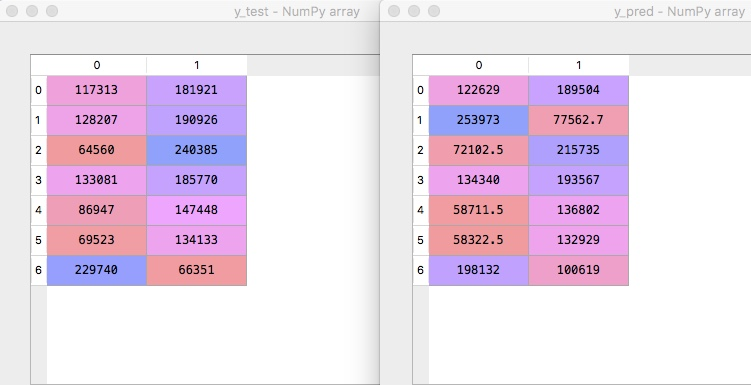 y_test - NumPy array
0 1
0 117313 181921
1 128207 190926
2 64560 240385
3 133081 185770
4 86947 147448
5 69523 134133
6 229740 66351
y_pred - NumPy array
0 1
0 122629 189504
1 253973 77562.7
2 72102.5 215735
3 134340 193567
4 58711.5 136802
5 58322.5 132929
6 198132 100619